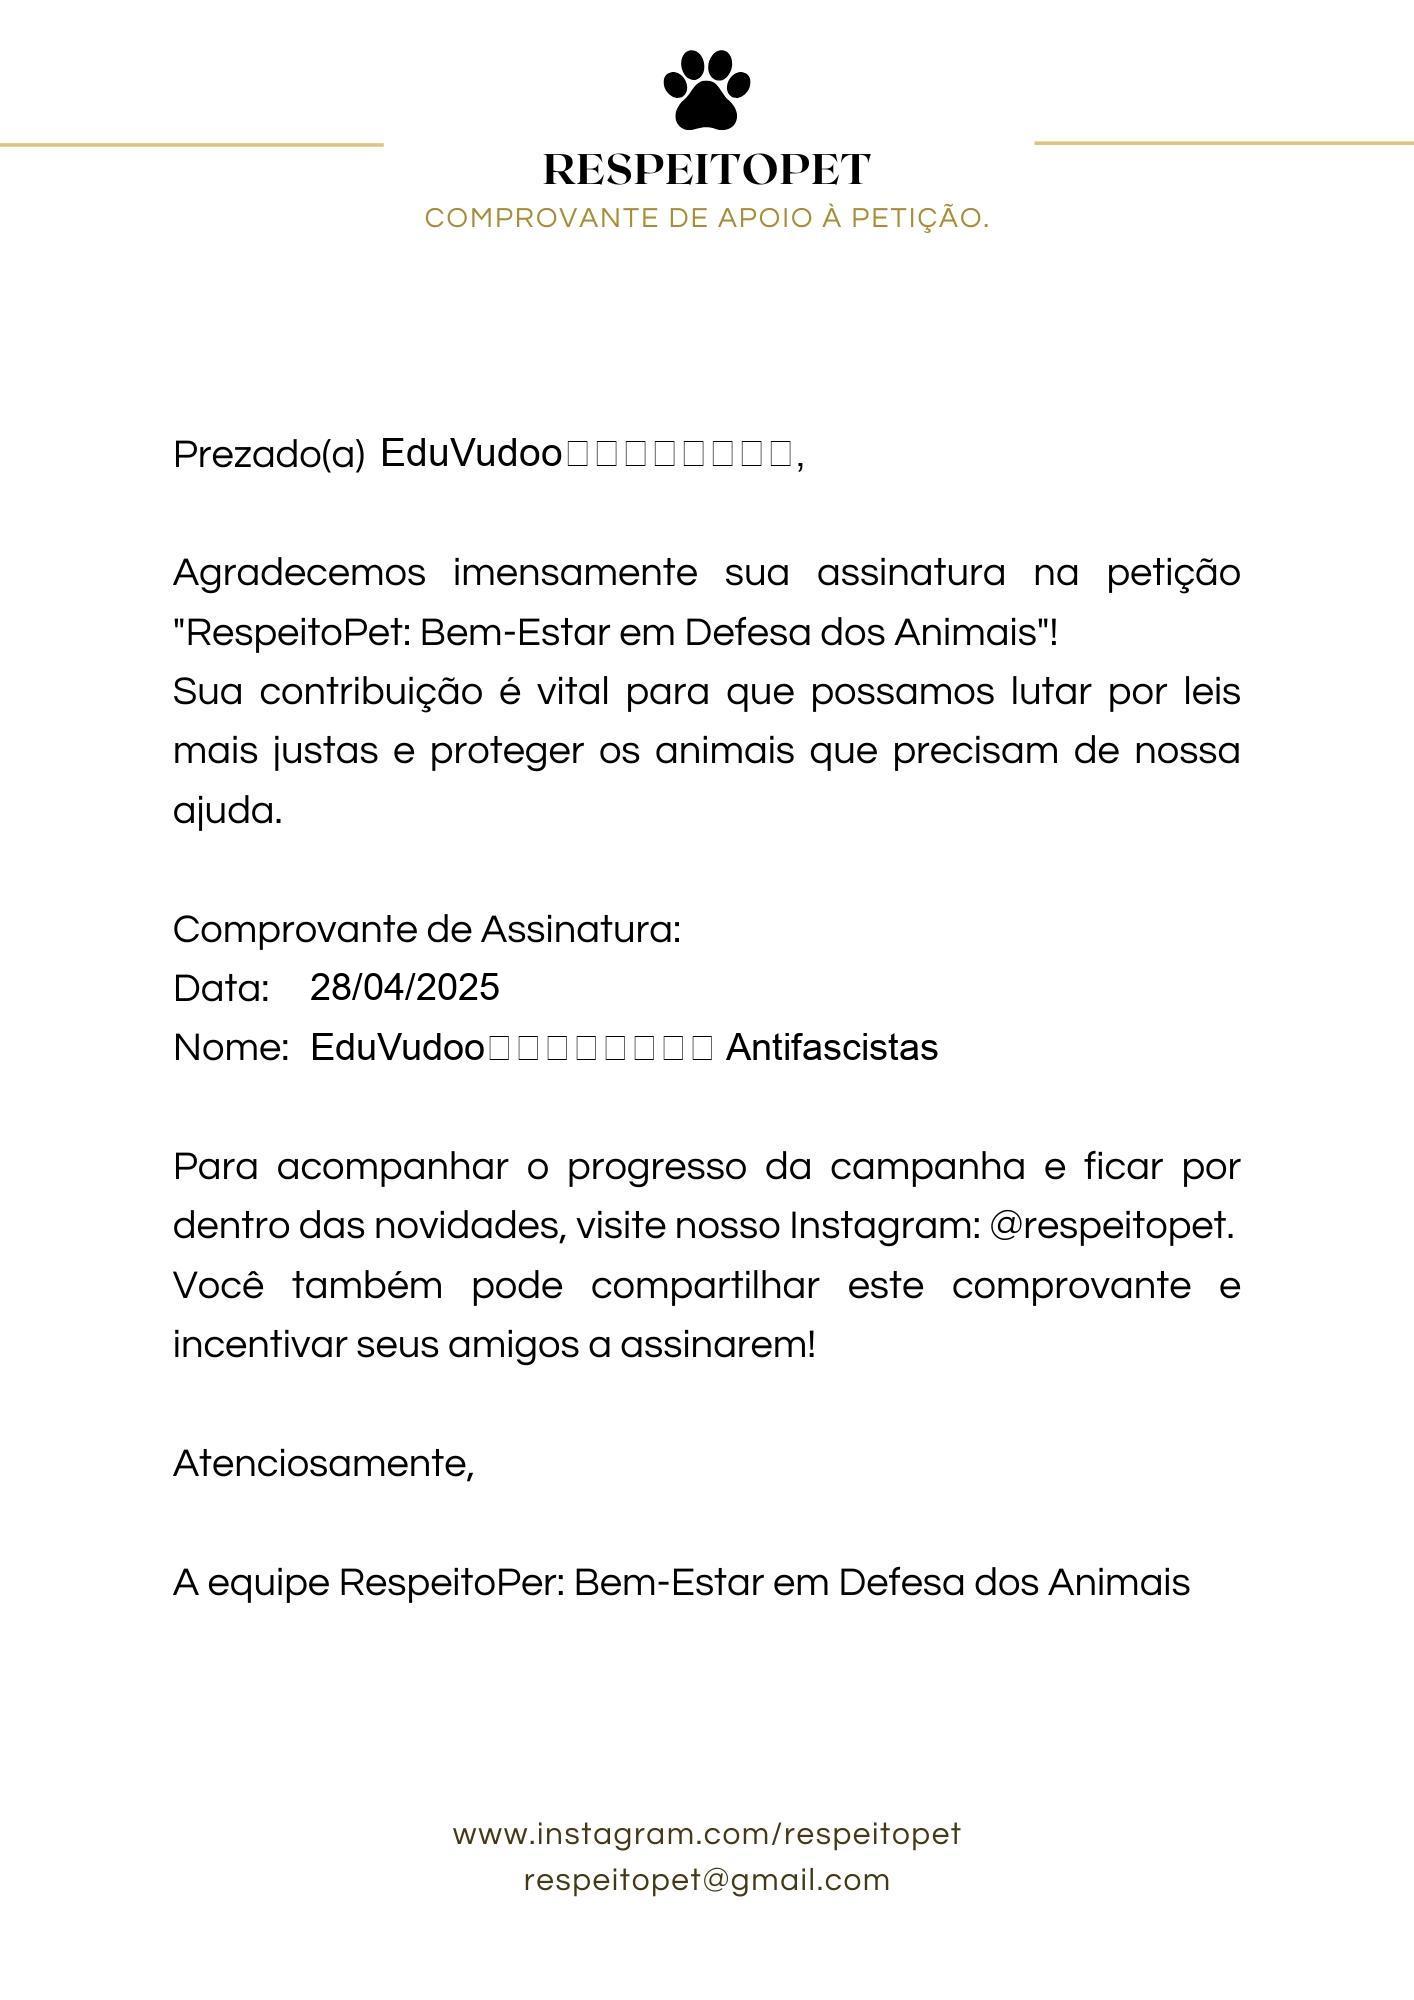 RESPEITOPET
COMPROVANTE DE APOIO À PETIÇÃO.
Prezado(a) EduVudoo□□□□□□□□,
Agradecemos imensamente sua assinatura na petição
"RespeitoPet: Bem-Estar em Defesa dos Animais"!
Sua contribuição é vital para que possamos lutar por leis
mais justas e proteger os animais que precisam de nossa
ajuda.
Comprovante de Assinatura:
Data: 28/04/2025
Nome: EduVudoo□□□□□□□□ Antifascistas
Para acompanhar o progresso da campanha e ficar por
dentro das novidades, visite nosso Instagram: @respeitopet.
Você também pode compartilhar este comprovante e
incentivar seus amigos a assinarem!
Atenciosamente,
A equipe RespeitoPer: Bem-Estar em Defesa dos Animais
www.instagram.com/respeitopet
respeitopet@gmail.com